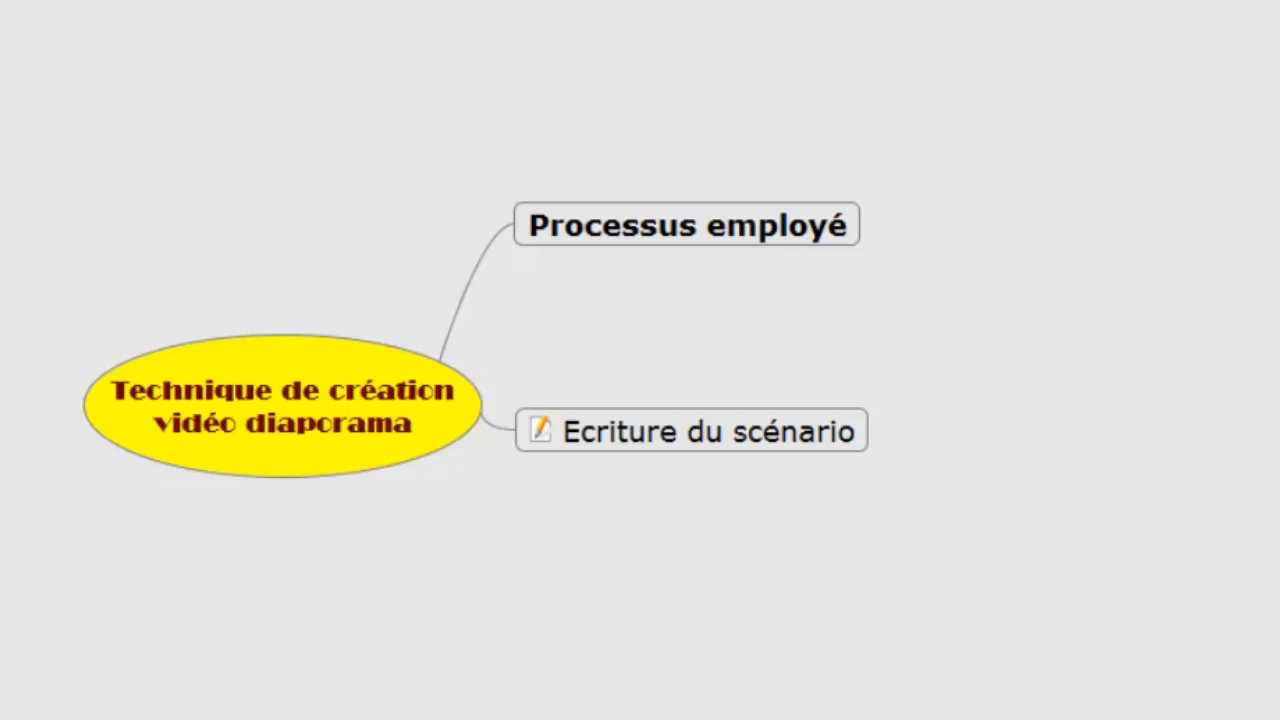 Processus employé
Technique de création
vidéo diaporama
Ecriture du scénario